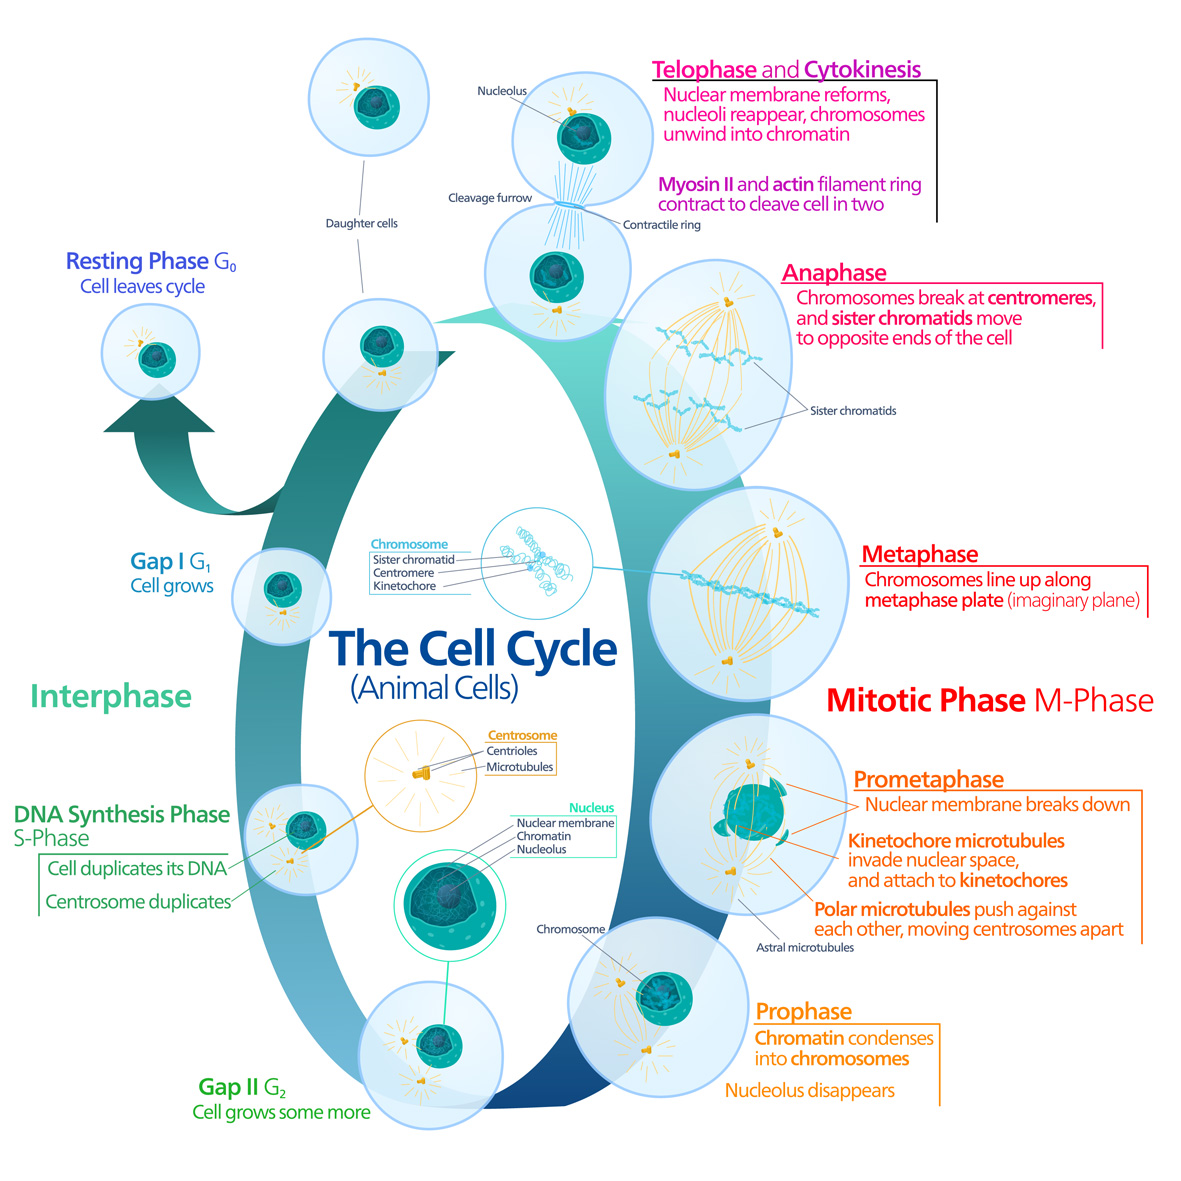 Telophase and Cytokinesis
Nuclear membrane reforms,
nucleoli reappear, chromosomes
unwind into chromatin
Myosin II and actin filament ring
contract to cleave cell in two
Nucleolus
Cleavage furrow
Contractile ring
Daughter cells
Resting Phase G₀
Cell leaves cycle
Anaphase
Chromosomes break at centromeres,
and sister chromatids move
to opposite ends of the cell
Sister chromatids
Chromosome
Sister chromatid
Centromere
Kinetochore
Gap I G₁
Cell grows
Metaphase
Chromosomes line up along
metaphase plate (imaginary plane)
The Cell Cycle
(Animal Cells)
Interphase
Mitotic Phase M-Phase
Centrosome
Centrioles
Microtubules
Prometaphase
Nuclear membrane breaks down
Kinetochore microtubules
invade nuclear space,
and attach to kinetochores
Polar microtubules push against
each other, moving centrosomes apart
Astral microtubules
DNA Synthesis Phase
S-Phase
Cell duplicates its DNA
Centrosome duplicates
Nucleus
Nuclear membrane
Chromatin
Nucleolus
Chromosome
Prophase
Chromatin condenses
into chromosomes
Nucleolus disappears
Gap II G₂
Cell grows some more